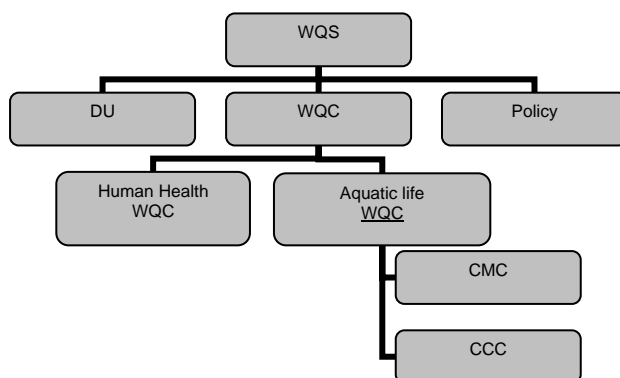 WQS
DU
WQC
Policy
Human Health
WQC
Aquatic life
WQC
CMC
CCC